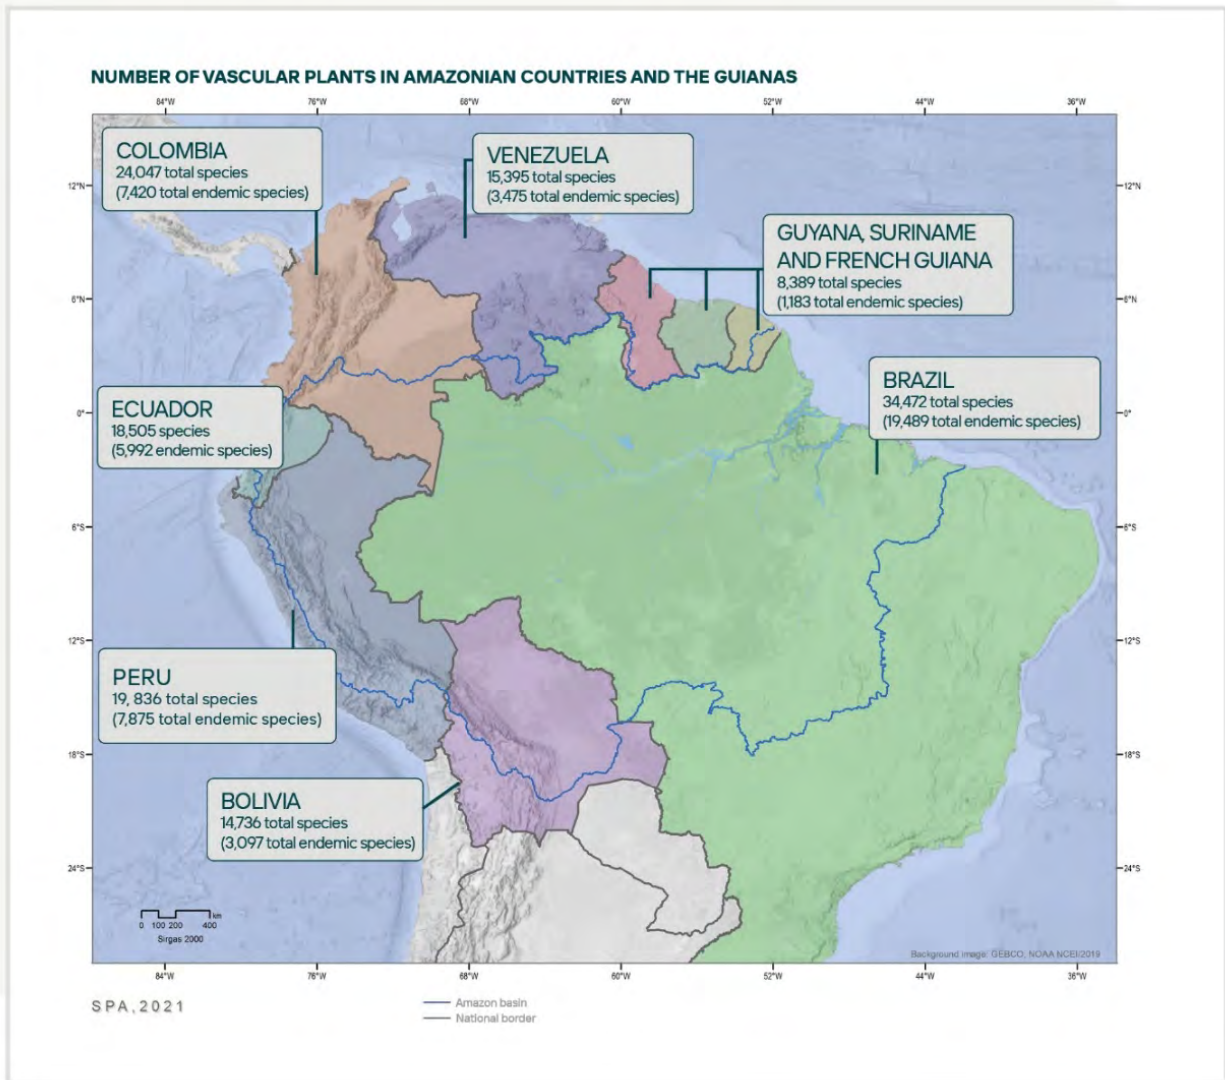 NUMBER OF VASCULAR PLANTS IN AMAZONIAN COUNTRIES AND THE GUIANAS
84°W 76°W 68°W 60°W 52°W 44°W 36°W
COLOMBIA
24,047 total species
(7,420 total endemic species)
VENEZUELA
15,395 total species
(3,475 total endemic species)
12°N 12°N
GUYANA, SURINAME
AND FRENCH GUIANA
8,389 total species
(1,183 total endemic species)
6°N 6°N
BRAZIL
34,472 total species
(19,489 total endemic species)
ECUADOR
18,505 species
(5,992 endemic species)
0° 0°
6°S 6°S
12°S 12°S
PERU
19, 836 total species
(7,875 total endemic species)
18°S 18°S
BOLIVIA
14,736 total species
(3,097 total endemic species)
24°S 24°S
km
0 100 200 400
Sirgas 2000
Background image: GEBCO; NOAA NCEI/2019
84°W 76°W 68°W 60°W 52°W 44°W 36°W
SPA,2021
Amazon basin
National border